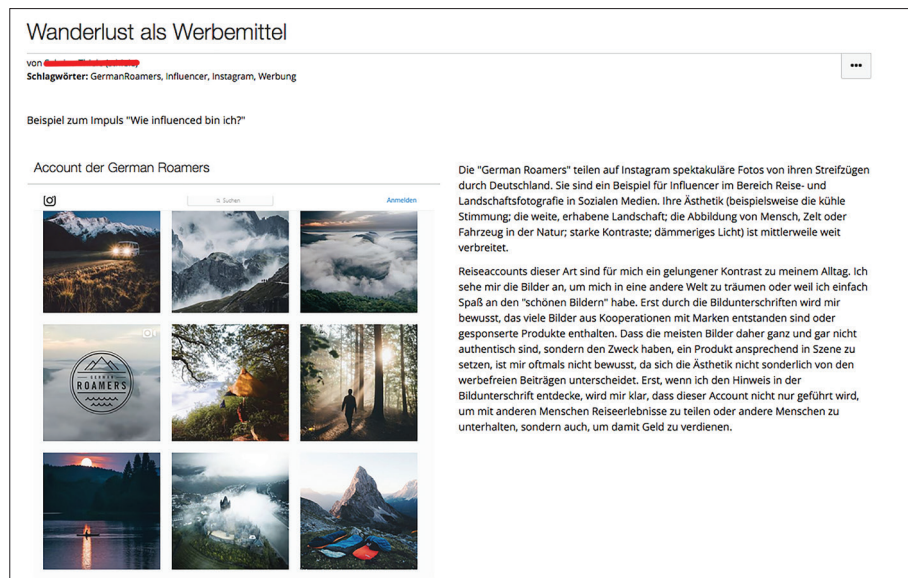 Wanderlust als Werbemittel
von
Schlagwörter: GermanRoamers, Influencer, Instagram, Werbung
Beispiel zum Impuls "Wie influenced bin ich?"
Account der German Roamers
Suchen
Anmelden
GERMAN
ROAMERS
Die "German Roamers" teilen auf Instagram spektakuläre Fotos von ihren Streifzügen
durch Deutschland. Sie sind ein Beispiel für Influencer im Bereich Reise- und
Landschaftsfotografie in Sozialen Medien. Ihre Ästhetik (beispielsweise die kühle
Stimmung; die weite, erhabene Landschaft; die Abbildung von Mensch, Zelt oder
Fahrzeug in der Natur; starke Kontraste; dämmeriges Licht) ist mittlerweile weit
verbreitet.
Reiseaccounts dieser Art sind für mich ein gelungener Kontrast zu meinem Alltag. Ich
sehe mir die Bilder an, um mich in eine andere Welt zu träumen oder weil ich einfach
Spaß an den "schönen Bildern" habe. Erst durch die Bildunterschriften wird mir
bewusst, das viele Bilder aus Kooperationen mit Marken entstanden sind oder
gesponserte Produkte enthalten. Dass die meisten Bilder daher ganz und gar nicht
authentisch sind, sondern den Zweck haben, ein Produkt ansprechend in Szene zu
setzen, ist mir oftmals nicht bewusst, da sich die Ästhetik nicht sonderlich von den
werbefreien Beiträgen unterscheidet. Erst, wenn ich den Hinweis in der
Bildunterschrift entdecke, wird mir klar, dass dieser Account nicht nur geführt wird,
um mit anderen Menschen Reiseerlebnisse zu teilen oder andere Menschen zu
unterhalten, sondern auch, um damit Geld zu verdienen.